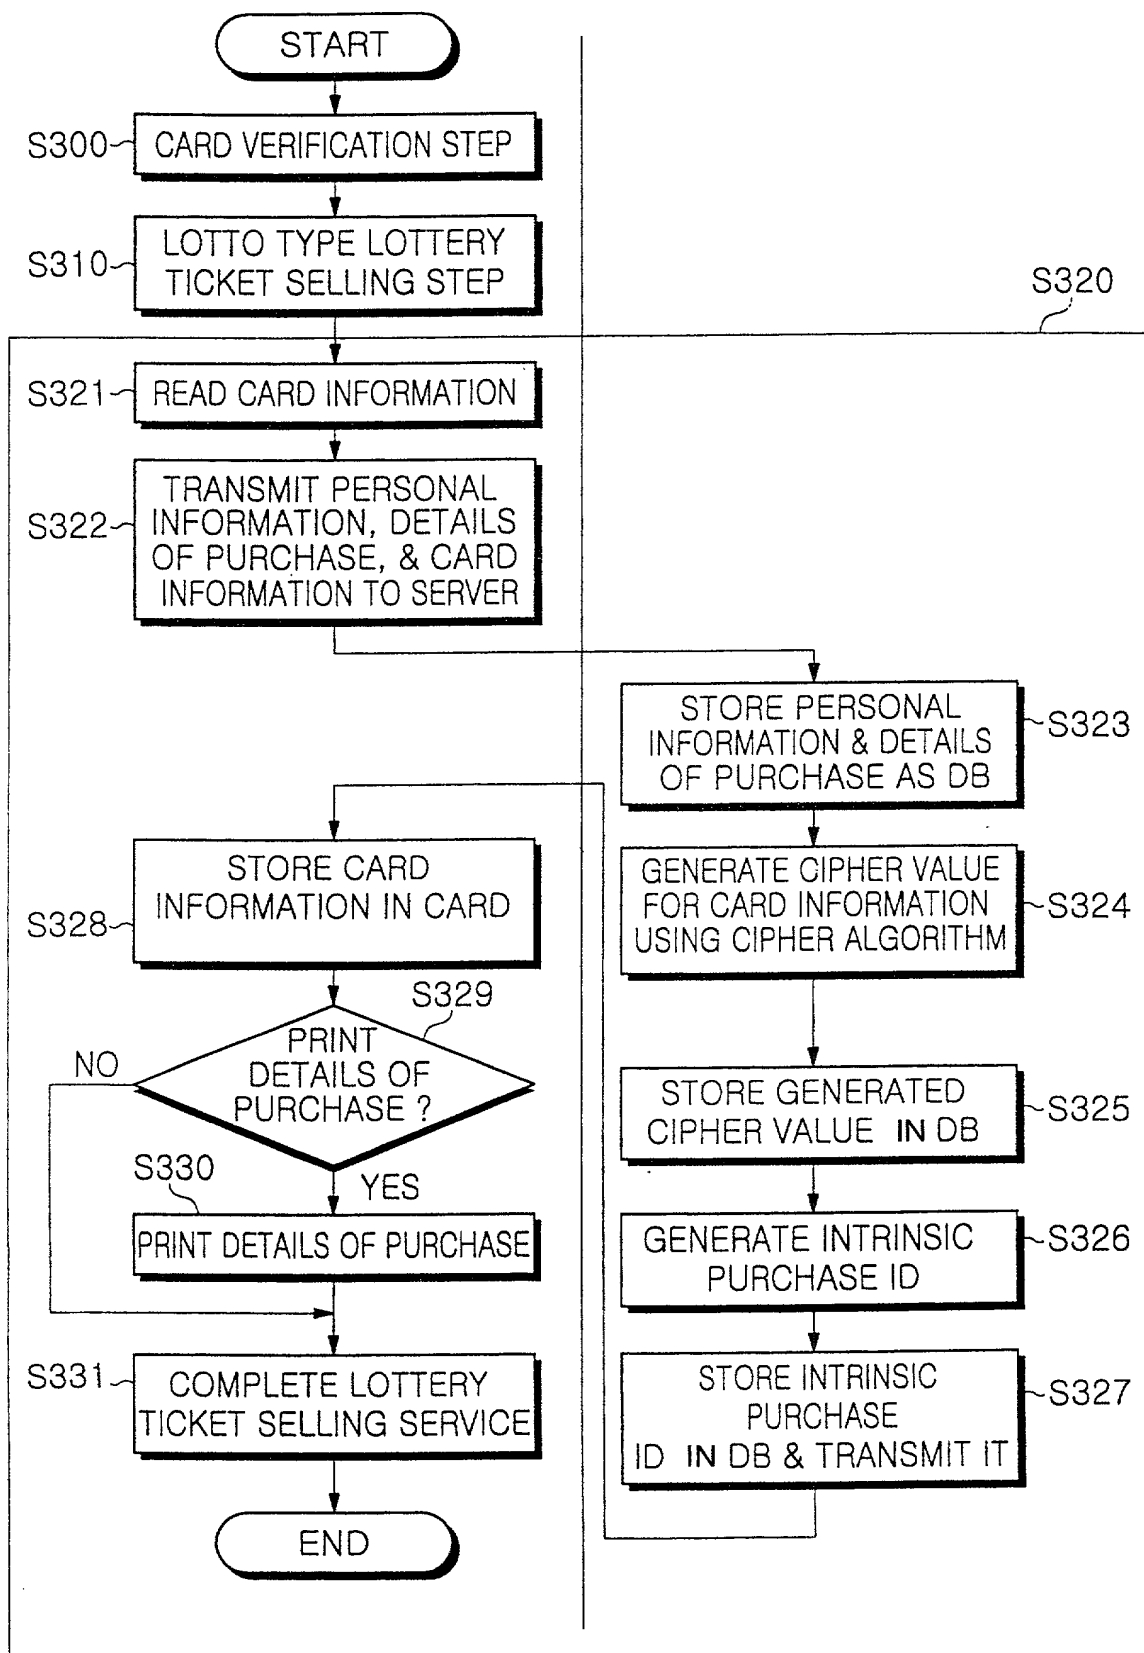 START
S300
CARD VERIFICATION STEP
S310
LOTTO TYPE LOTTERY
TICKET SELLING STEP
S320
S321
READ CARD INFORMATION
S322
TRANSMIT PERSONAL
INFORMATION, DETAILS
OF PURCHASE, & CARD
INFORMATION TO SERVER
STORE PERSONAL
INFORMATION & DETAILS
OF PURCHASE AS DB
S323
GENERATE CIPHER VALUE
FOR CARD INFORMATION
USING CIPHER ALGORITHM
S324
STORE GENERATED
CIPHER VALUE IN DB
S325
GENERATE INTRINSIC
PURCHASE ID
S326
STORE INTRINSIC
PURCHASE
ID IN DB & TRANSMIT IT
S327
STORE CARD
INFORMATION IN CARD
S328
S329
PRINT
DETAILS OF
PURCHASE ?
NO
YES
S330
PRINT DETAILS OF PURCHASE
S331
COMPLETE LOTTERY
TICKET SELLING SERVICE
END